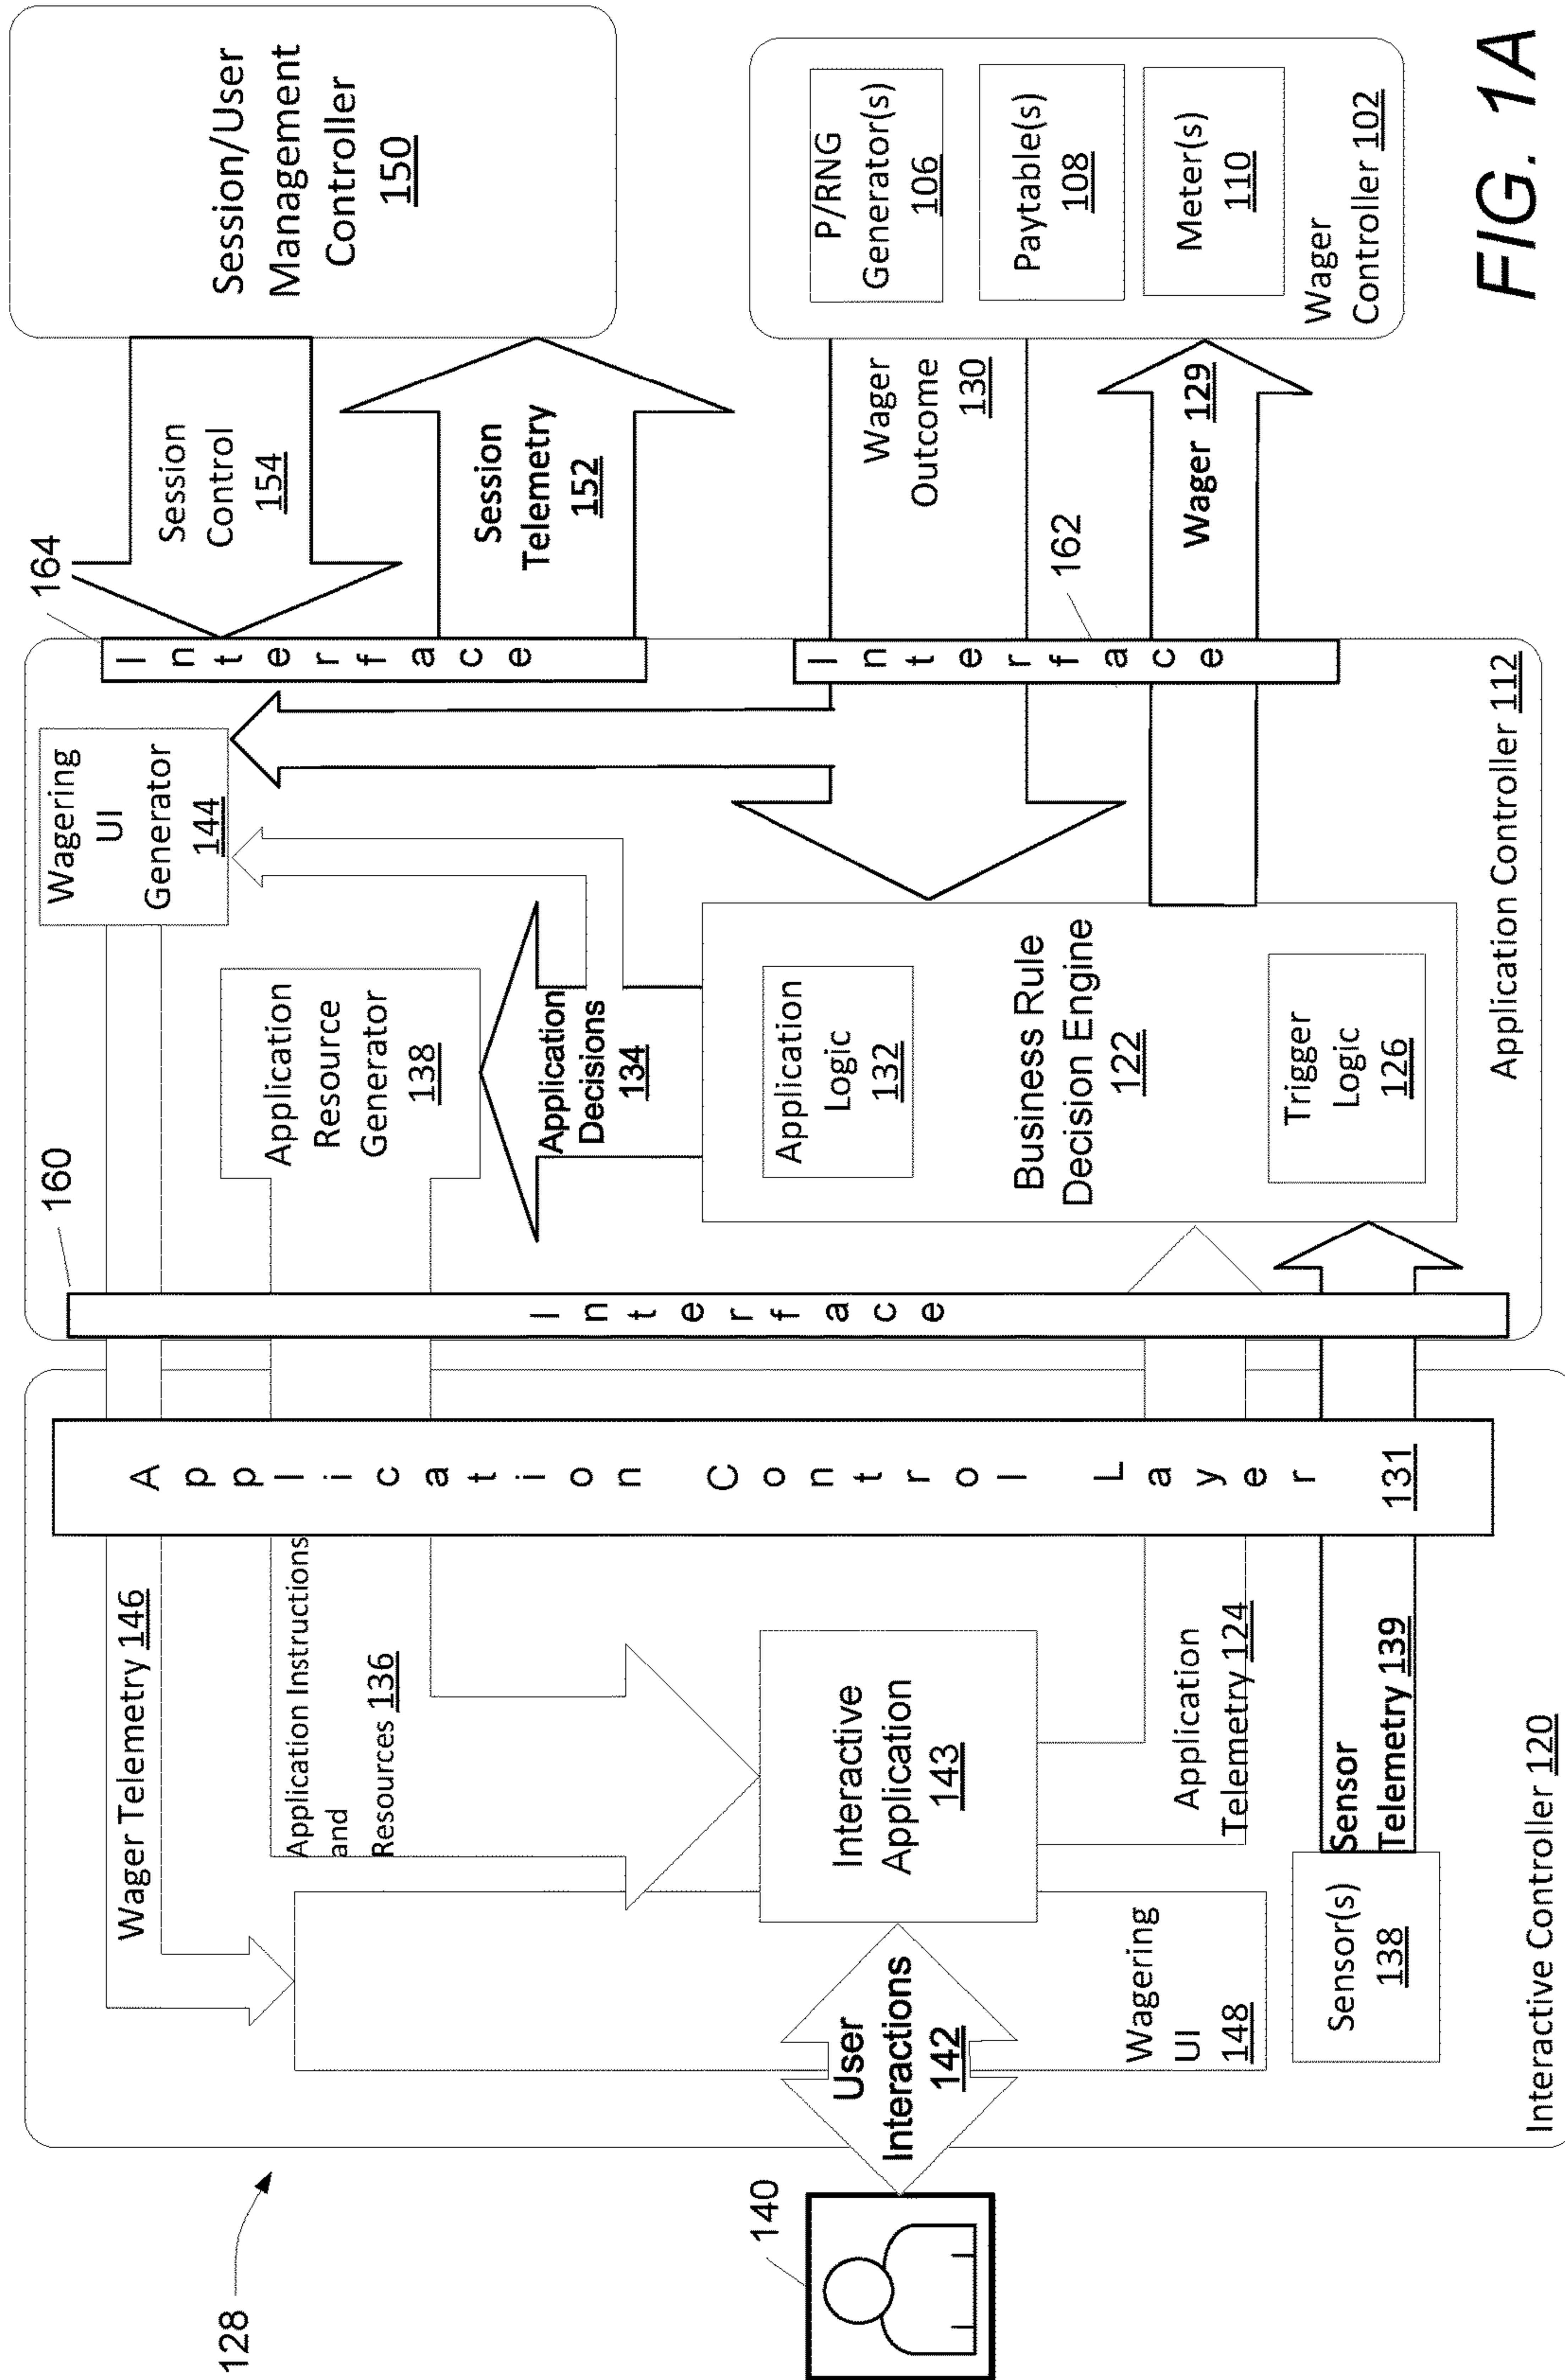 128
140
User
Interactions
142
Wager Telemetry 146
Application Instructions
and
Resources 136
Interactive
Application
143
Application
Telemetry 124
Wagering
UI
148
Sensor(s)
138
Sensor
Telemetry 139
Interactive Controller 120
Application Control Layer
131
160
Interface
Wagering
UI
Generator
144
Application
Resource
Generator
138
Application
Decisions
134
Application
Logic
132
Business Rule
Decision Engine
122
Trigger
Logic
126
Application Controller 112
164
Interface
Interface
162
Session
Control
154
Session
Telemetry
152
Wager
Outcome
130
Wager 129
Session/User
Management
Controller
150
P/RNG
Generator(s)
106
Paytable(s)
108
Meter(s)
110
Wager
Controller 102
FIG. 1A